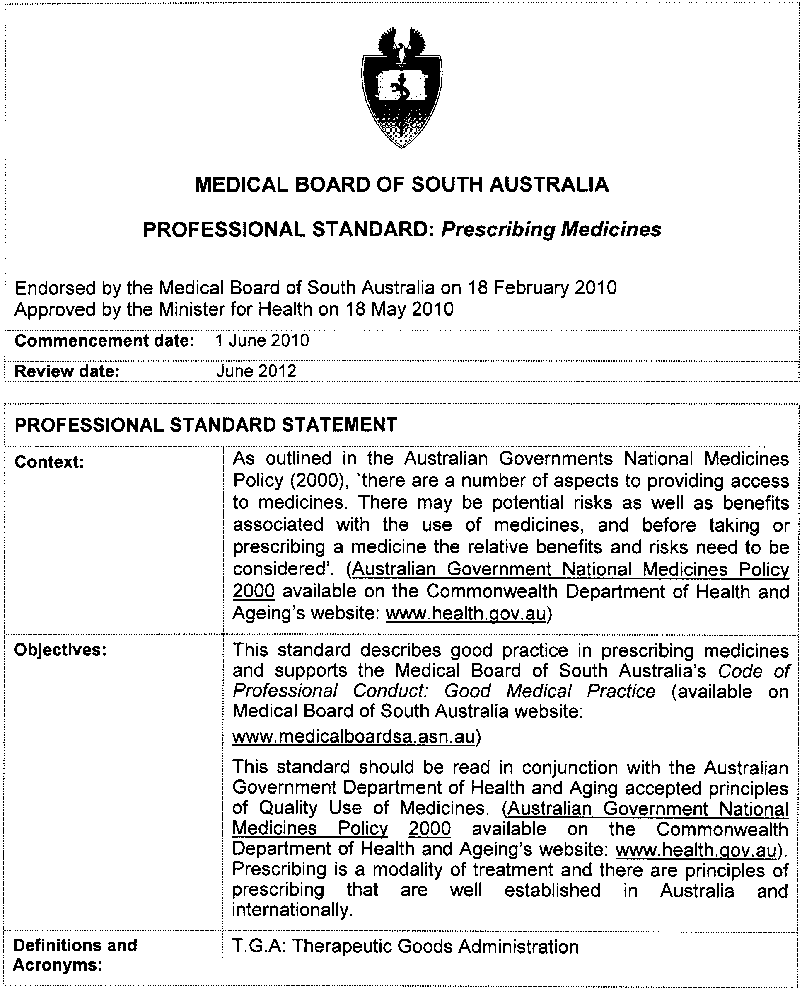 MEDICAL BOARD OF SOUTH AUSTRALIA
PROFESSIONAL STANDARD: Prescribing Medicines
Endorsed by the Medical Board of South Australia on 18 February 2010
Approved by the Minister for Health on 18 May 2010
Commencement date: 1 June 2010
Review date: June 2012
PROFESSIONAL STANDARD STATEMENT
Context:
As outlined in the Australian Governments National Medicines
Policy (2000), `there are a number of aspects to providing access
to medicines. There may be potential risks as well as benefits
associated with the use of medicines, and before taking or
prescribing a medicine the relative benefits and risks need to be
considered’. (Australian Government National Medicines Policy
2000 available on the Commonwealth Department of Health and
Ageing’s website: www.health.gov.au)
Objectives:
This standard describes good practice in prescribing medicines
and supports the Medical Board of South Australia’s Code of
Professional Conduct: Good Medical Practice (available on
Medical Board of South Australia website:
www.medicalboardsa.asn.au)
This standard should be read in conjunction with the Australian
Government Department of Health and Aging accepted principles
of Quality Use of Medicines. (Australian Government National
Medicines Policy 2000 available on the Commonwealth
Department of Health and Ageing’s website: www.health.gov.au).
Prescribing is a modality of treatment and there are principles of
prescribing that are well established in Australia and
internationally.
Definitions and
Acronyms:
T.G.A: Therapeutic Goods Administration